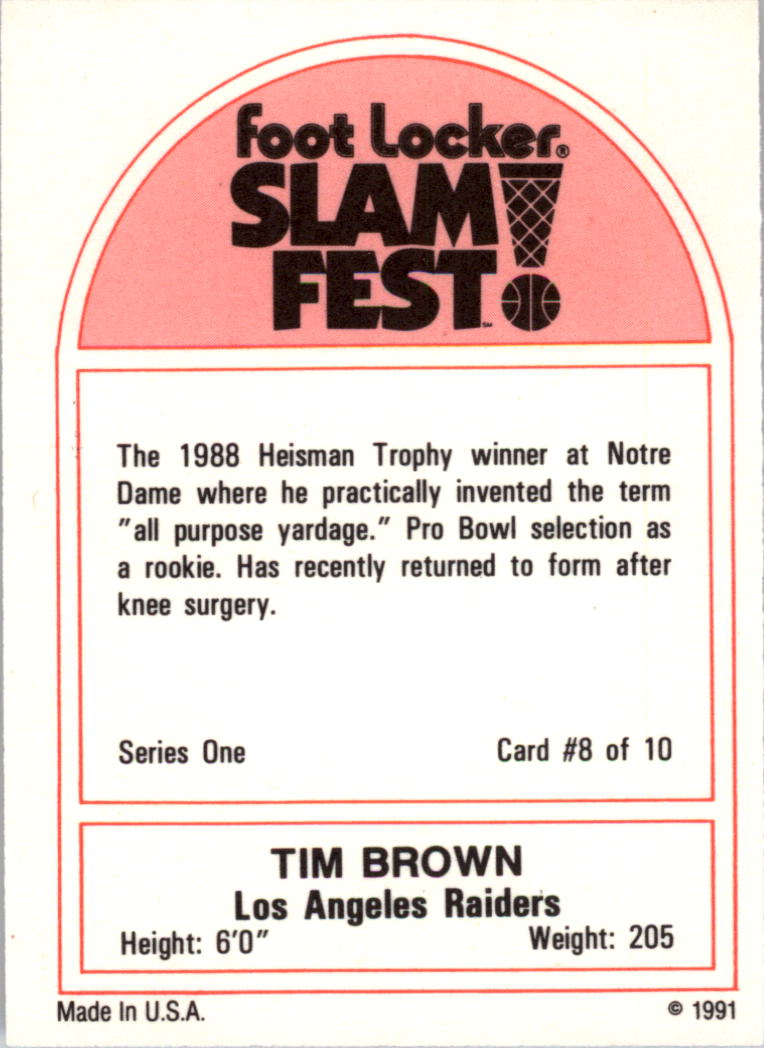 foot Locker®
SLAM
FEST! SM
The 1988 Heisman Trophy winner at Notre
Dame where he practically invented the term
"all purpose yardage." Pro Bowl selection as
a rookie. Has recently returned to form after
knee surgery.
Series One Card #8 of 10
TIM BROWN
Los Angeles Raiders
Height: 6'0" Weight: 205
Made In U.S.A. © 1991